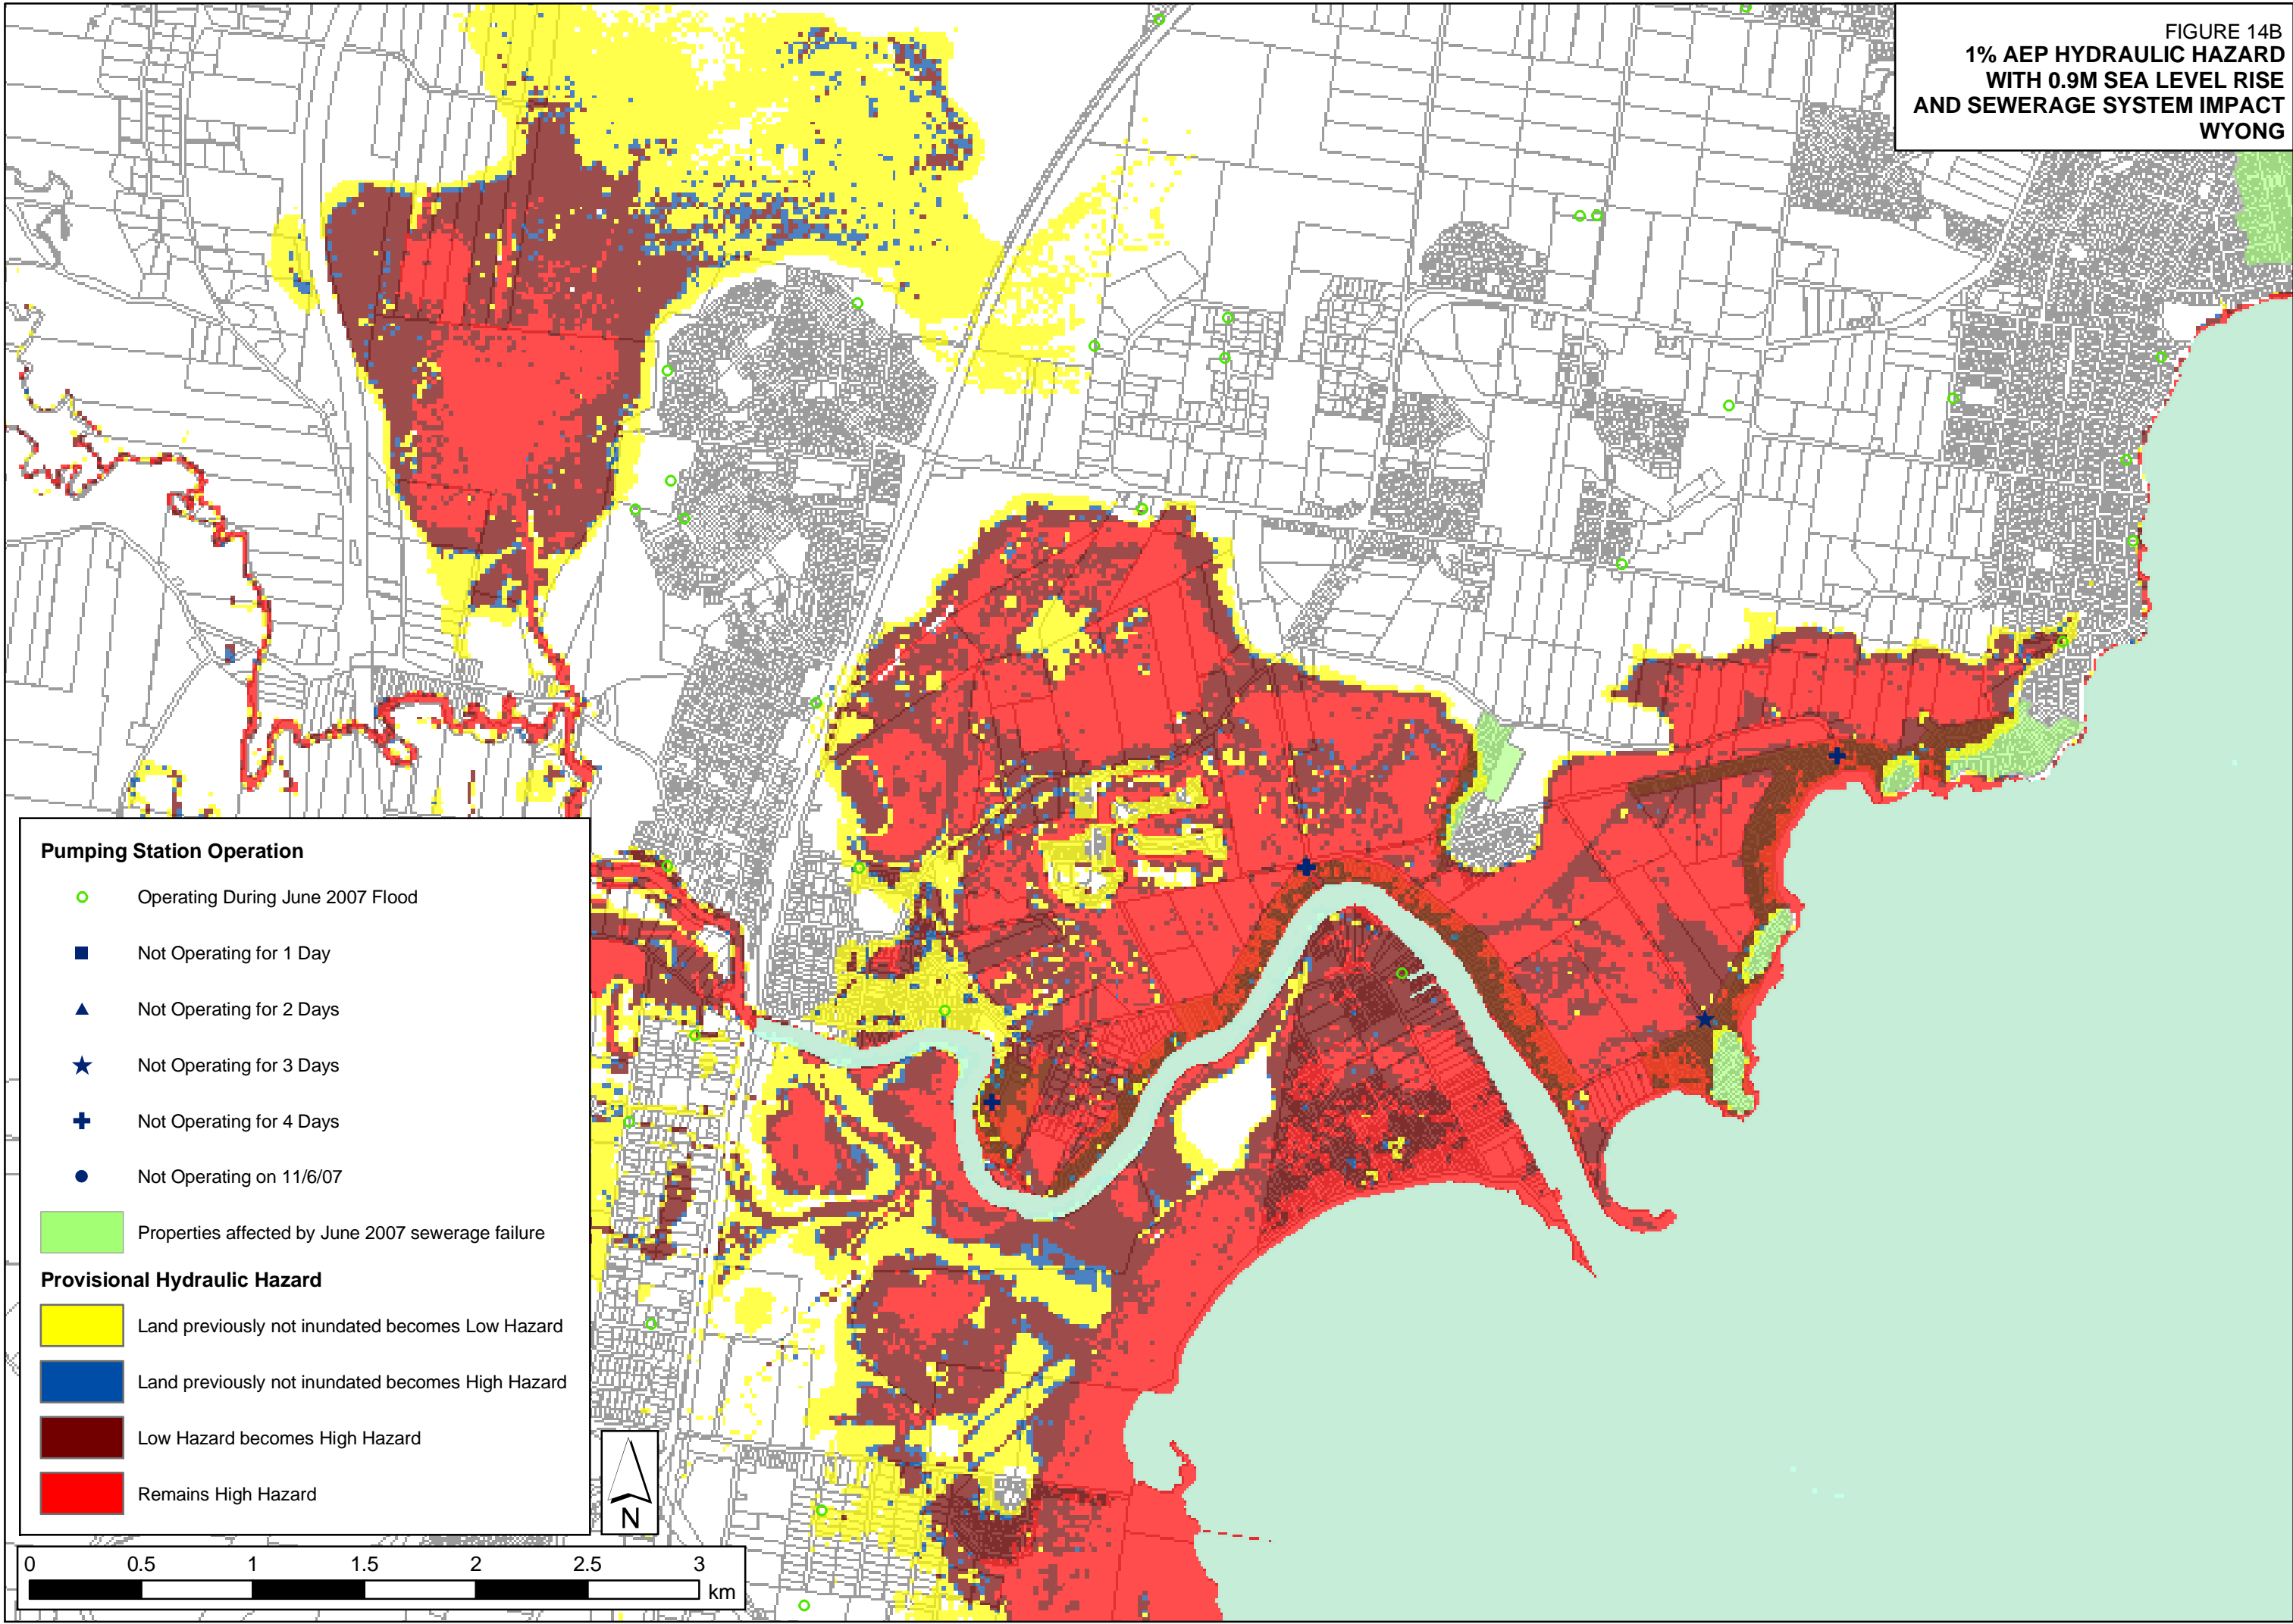 FIGURE 14B
1% AEP HYDRAULIC HAZARD
WITH 0.9M SEA LEVEL RISE
AND SEWERAGE SYSTEM IMPACT
WYONG
Pumping Station Operation
Operating During June 2007 Flood
Not Operating for 1 Day
Not Operating for 2 Days
Not Operating for 3 Days
Not Operating for 4 Days
Not Operating on 11/6/07
Properties affected by June 2007 sewerage failure
Provisional Hydraulic Hazard
Land previously not inundated becomes Low Hazard
Land previously not inundated becomes High Hazard
Low Hazard becomes High Hazard
Remains High Hazard
N
0 0.5 1 1.5 2 2.5 3
km